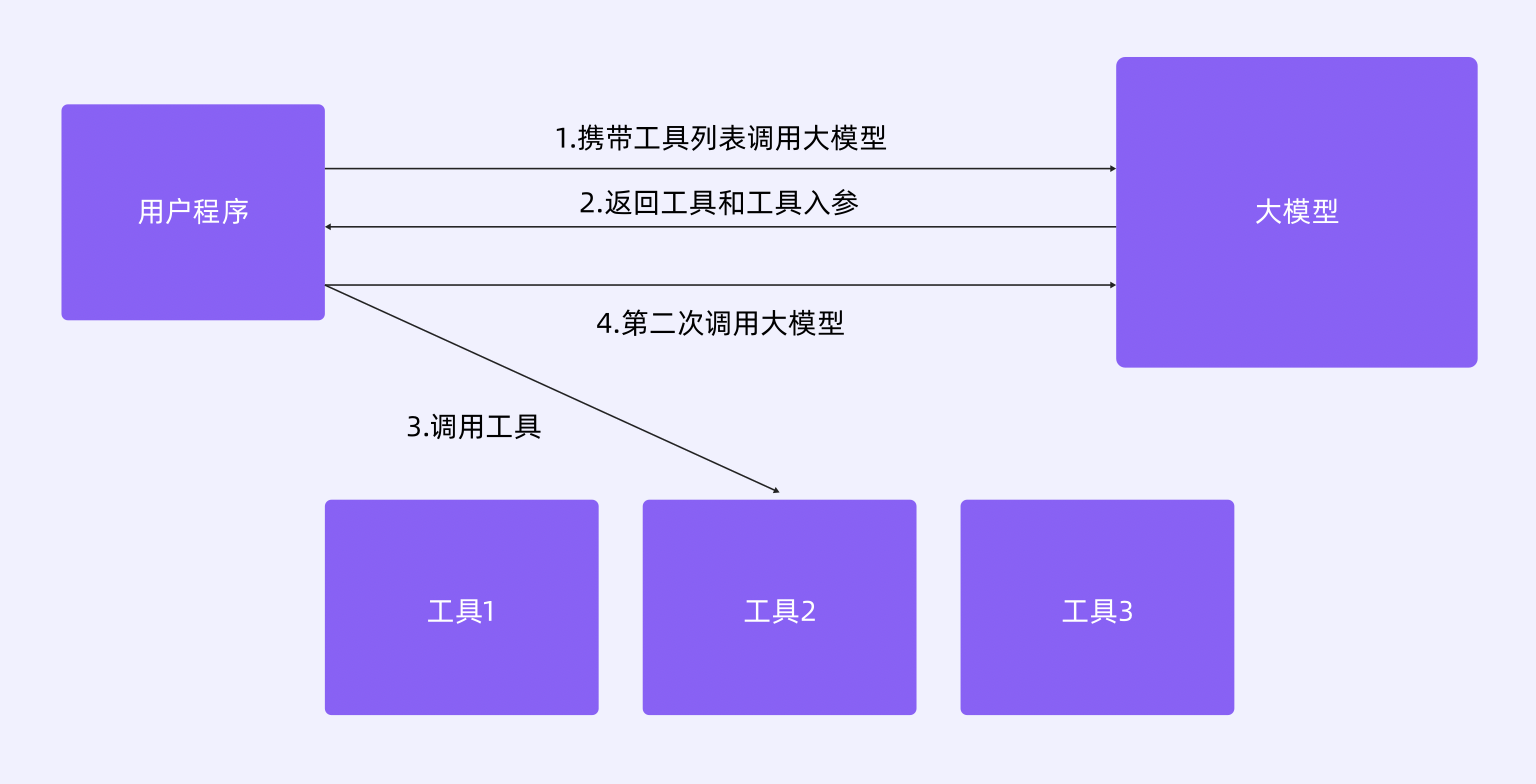 1.携带工具列表调用大模型
用户程序
2.返回工具和工具入参
大模型
4.第二次调用大模型
3.调用工具
工具1
工具2
工具3